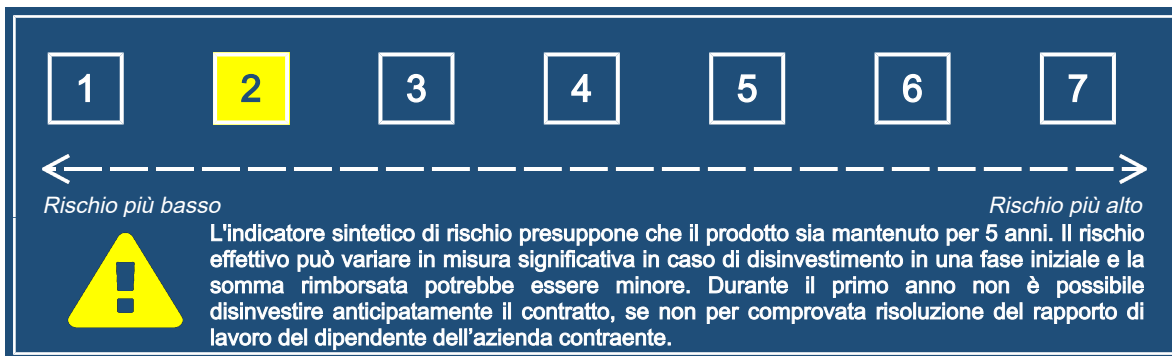 1 2 3 4 5 6 7
Rischio più basso Rischio più alto
L'indicatore sintetico di rischio presuppone che il prodotto sia mantenuto per 5 anni. Il rischio
effettivo può variare in misura significativa in caso di disinvestimento in una fase iniziale e la
somma rimborsata potrebbe essere minore. Durante il primo anno non è possibile
disinvestire anticipatamente il contratto, se non per comprovata risoluzione del rapporto di
lavoro del dipendente dell’azienda contraente.